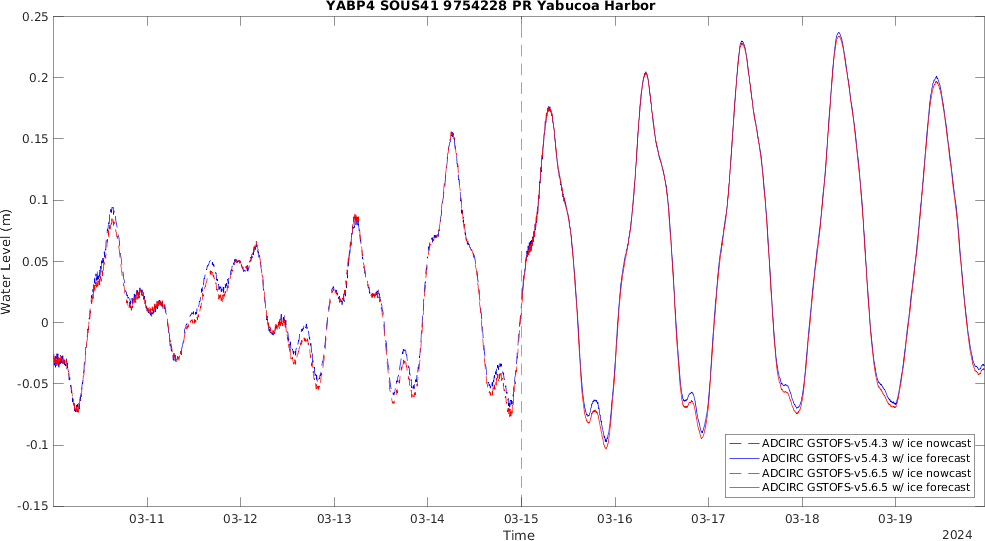 YABP4 SOUS41 9754228 PR Yabucoa Harbor
0.25
0.2
0.15
0.1
0.05
0
-0.05
-0.1
-0.15
Water Level (m)
03-11 03-12 03-13 03-14 03-15 03-16 03-17 03-18 03-19
Time
2024
ADCIRC GSTOFS-v5.4.3 w/ ice nowcast
ADCIRC GSTOFS-v5.4.3 w/ ice forecast
ADCIRC GSTOFS-v5.6.5 w/ ice nowcast
ADCIRC GSTOFS-v5.6.5 w/ ice forecast